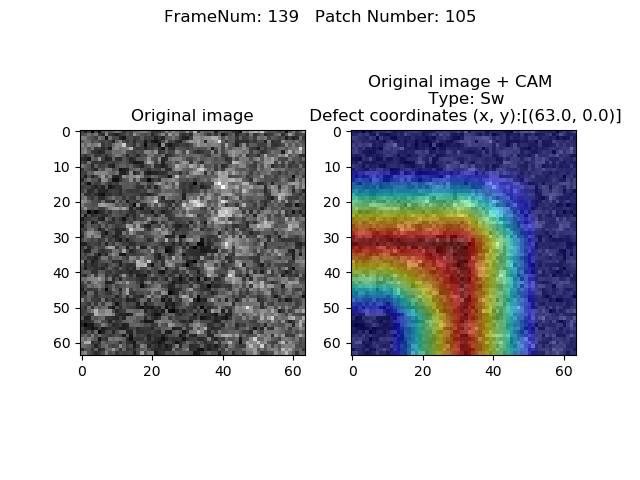 FrameNum: 139   Patch Number: 105
Original image
0
10
20
30
40
50
60
0 20 40 60
Original image + CAM
Type: Sw
Defect coordinates (x, y):[(63.0, 0.0)]
0
10
20
30
40
50
60
0 20 40 60